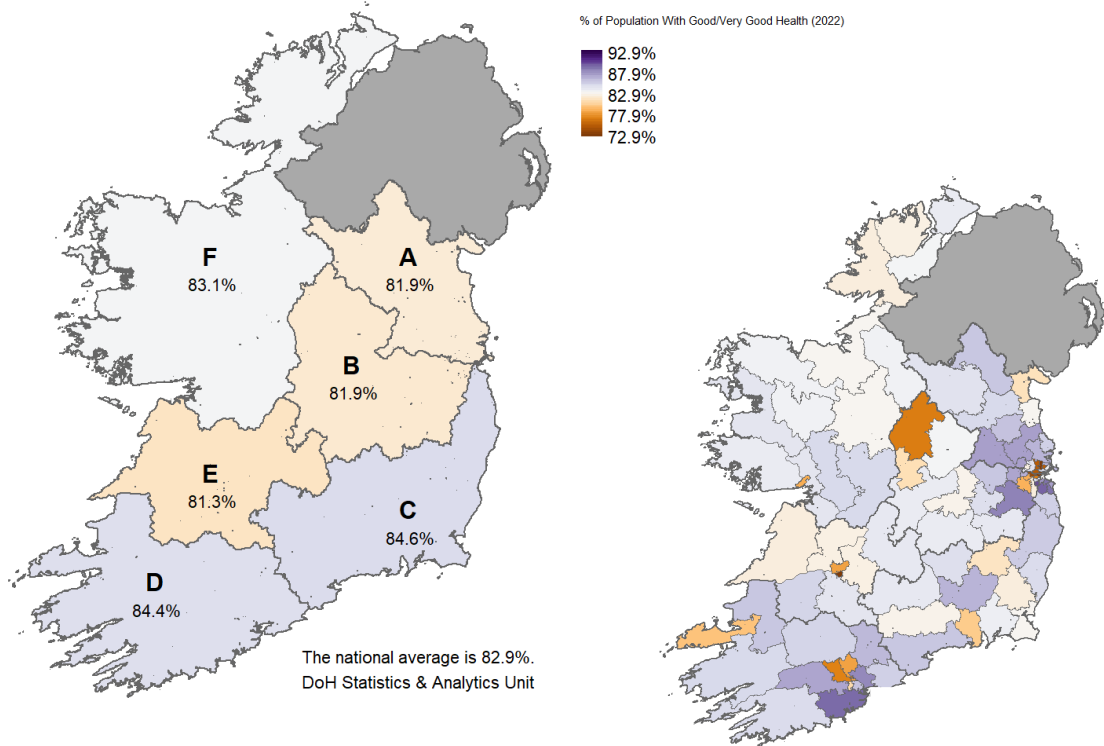 % of Population With Good/Very Good Health (2022)
92.9%
87.9%
82.9%
77.9%
72.9%
F
83.1%
A
81.9%
B
81.9%
E
81.3%
C
84.6%
D
84.4%
The national average is 82.9%.
DoH Statistics & Analytics Unit